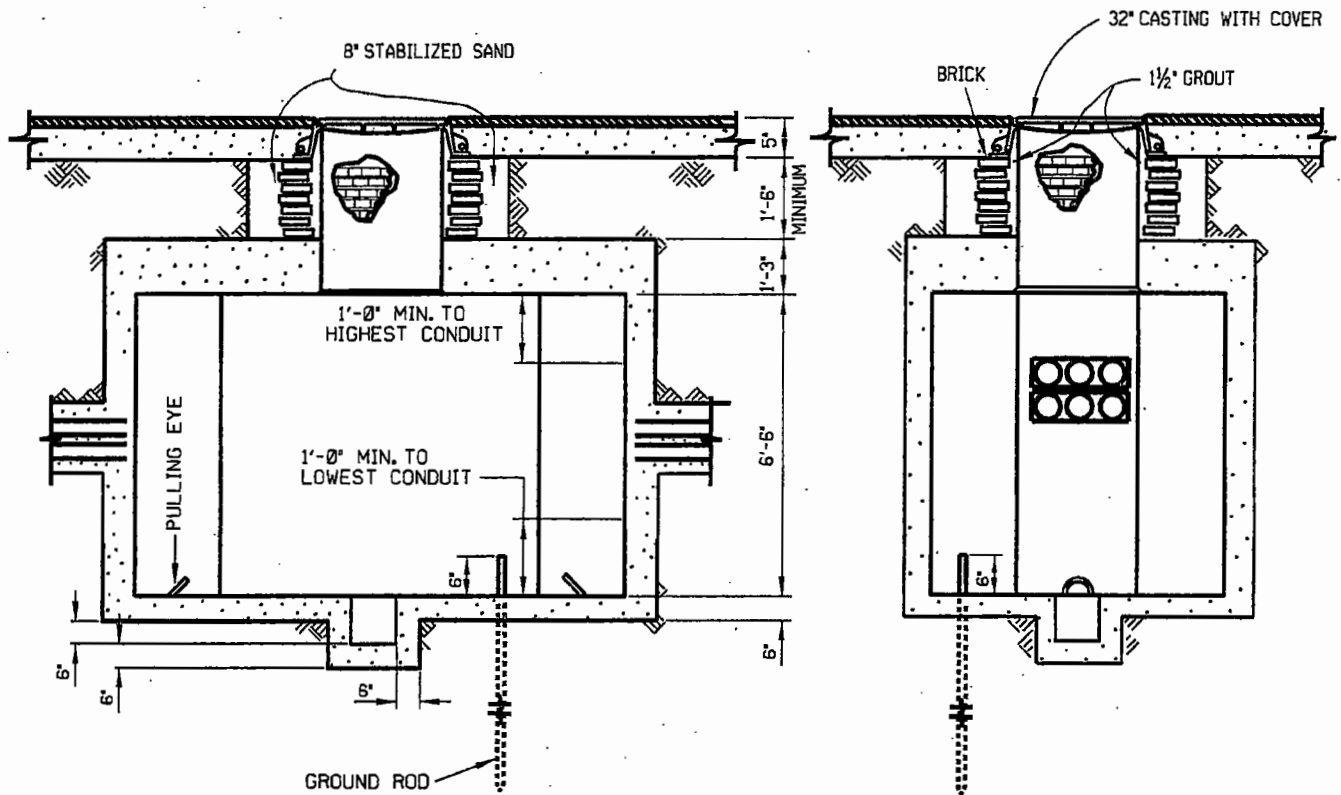 32" CASTING WITH COVER
8" STABILIZED SAND
BRICK
1½" GROUT
5"
1'-6"
MINIMUM
1'-3"
1'-0" MIN. TO
HIGHEST CONDUIT
PULLING EYE
1'-0" MIN. TO
LOWEST CONDUIT
6'-6"
6"
6"
6"
6"
6"
6"
GROUND ROD